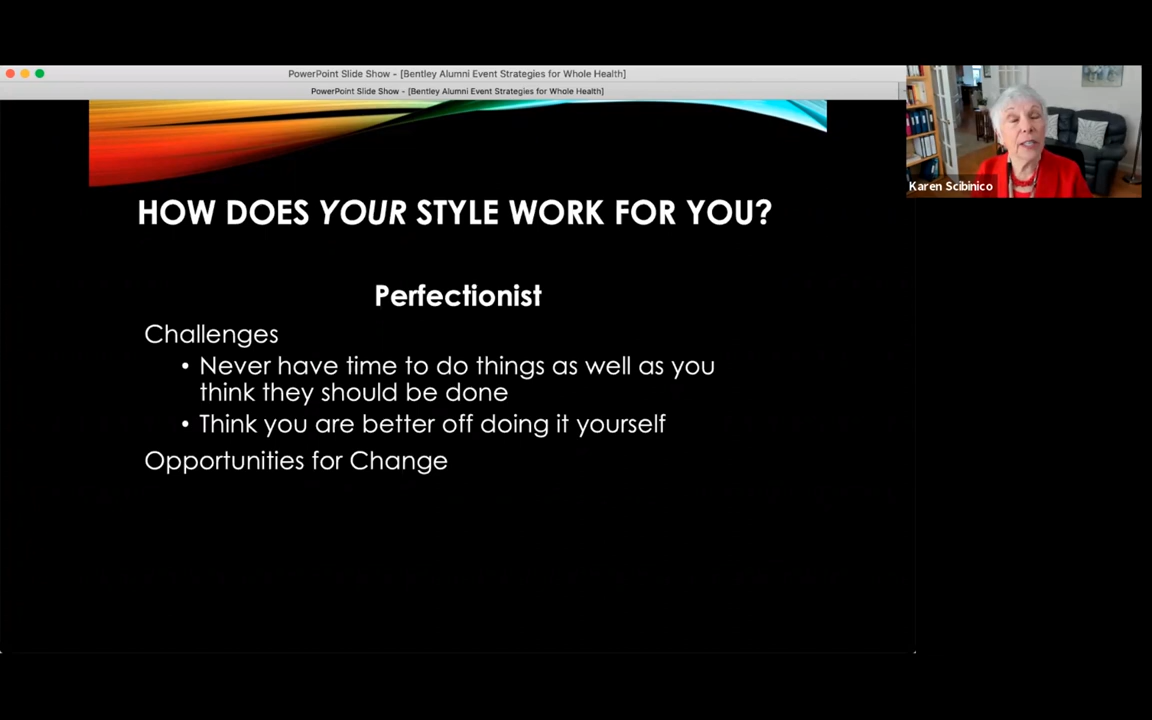 PowerPoint Slide Show - [Bentley Alumni Event Strategies for Whole Health]
PowerPoint Slide Show - [Bentley Alumni Event Strategies for Whole Health]
Karen Scibinico
HOW DOES YOUR STYLE WORK FOR YOU?
Perfectionist
Challenges
• Never have time to do things as well as you
think they should be done
• Think you are better off doing it yourself
Opportunities for Change